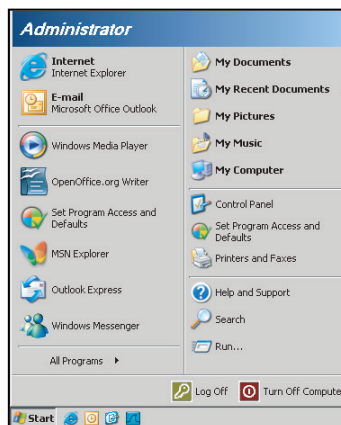 Administrator
Internet
Internet Explorer
E-mail
Microsoft Office Outlook
Windows Media Player
OpenOffice.org Writer
Set Program Access and
Defaults
MSN Explorer
Outlook Express
Windows Messenger
All Programs
My Documents
My Recent Documents
My Pictures
My Music
My Computer
Control Panel
Set Program Access and
Defaults
Printers and Faxes
Help and Support
Search
Run...
Log Off
Turn Off Compute
Start